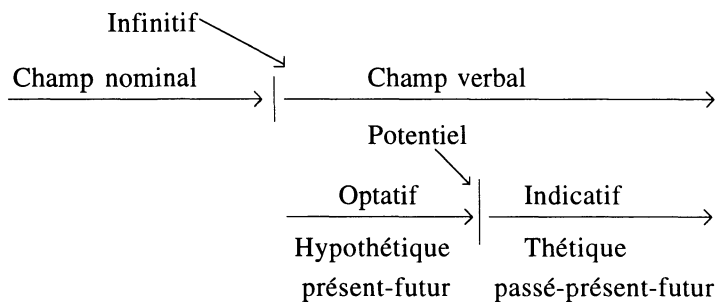 Infinitif
Champ nominal Champ verbal
Potentiel
Optatif Indicatif
Hypothétique Thétique
présent-futur passé-présent-futur